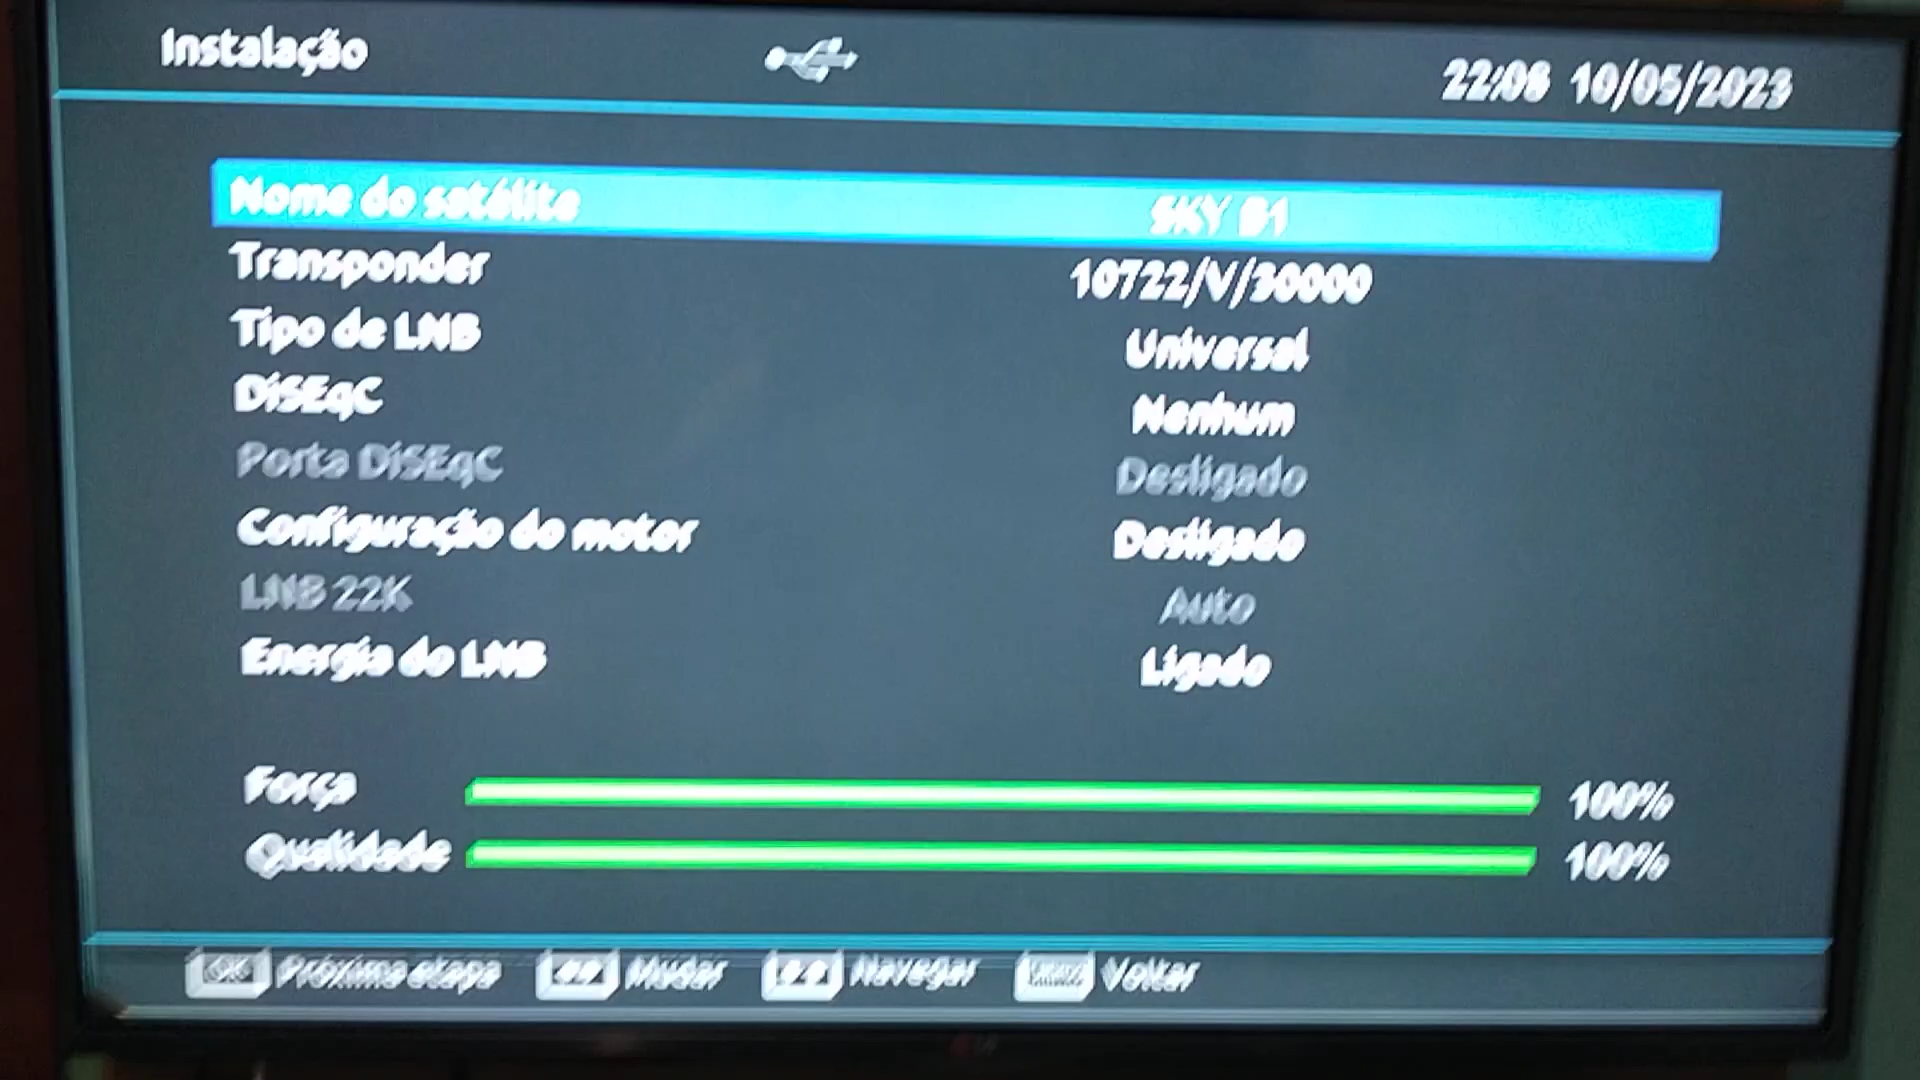 Instalação
22:08 10/05/2023
Nome do satélite SKY B1
Transponder 10722/V/30000
Tipo de LNB Universal
DiSEqC Nenhum
Porta DiSEqC Desligado
Configuração do motor Desligado
LNB 22K Auto
Energia do LNB Ligado
Força 100%
Qualidade 100%
OK Próxima etapa Mudar Navegar Voltar